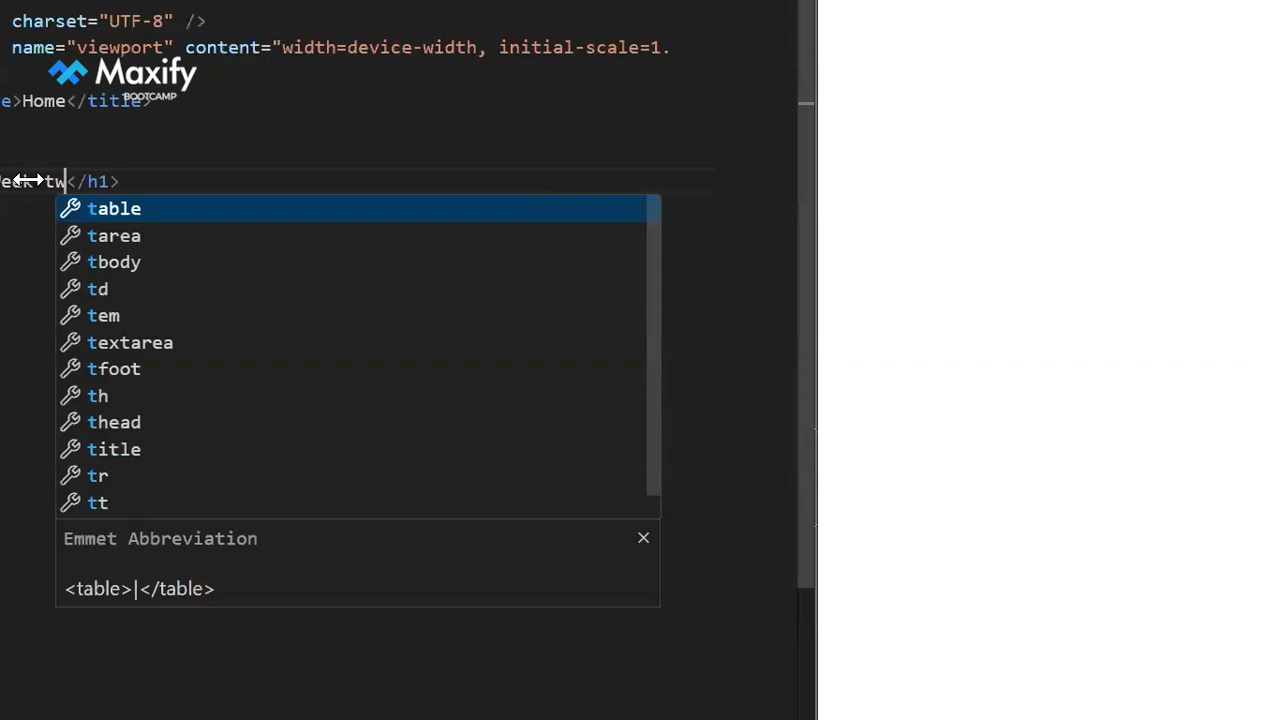 charset="UTF-8" />
name="viewport" content="width=device-width, initial-scale=1.
Maxify
BOOTCAMP
e>Home</title>
tw</h1>
table
tarea
tbody
td
tem
textarea
tfoot
th
thead
title
tr
tt
Emmet Abbreviation
<table>|</table>